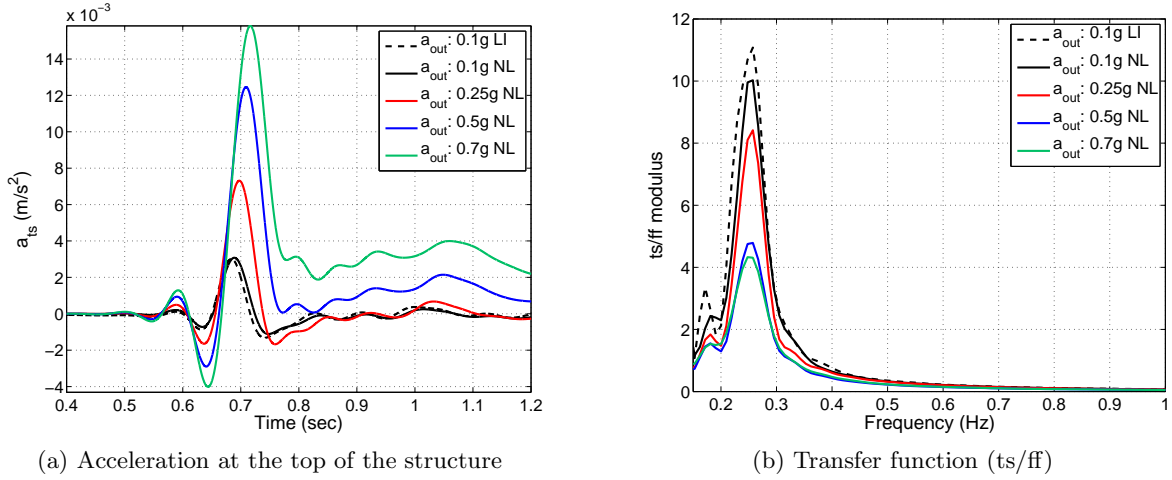 x 10⁻³
14
12
10
8
6
4
2
0
−2
−4
0.4 0.5 0.6 0.7 0.8 0.9 1 1.1 1.2
a_ts (m/s²)
Time (sec)
a_out: 0.1g LI
a_out: 0.1g NL
a_out: 0.25g NL
a_out: 0.5g NL
a_out: 0.7g NL
(a) Acceleration at the top of the structure
12
10
8
6
4
2
0
0.2 0.3 0.4 0.5 0.6 0.7 0.8 0.9 1
ts/ff modulus
Frequency (Hz)
a_out: 0.1g LI
a_out: 0.1g NL
a_out: 0.25g NL
a_out: 0.5g NL
a_out: 0.7g NL
(b) Transfer function (ts/ff)